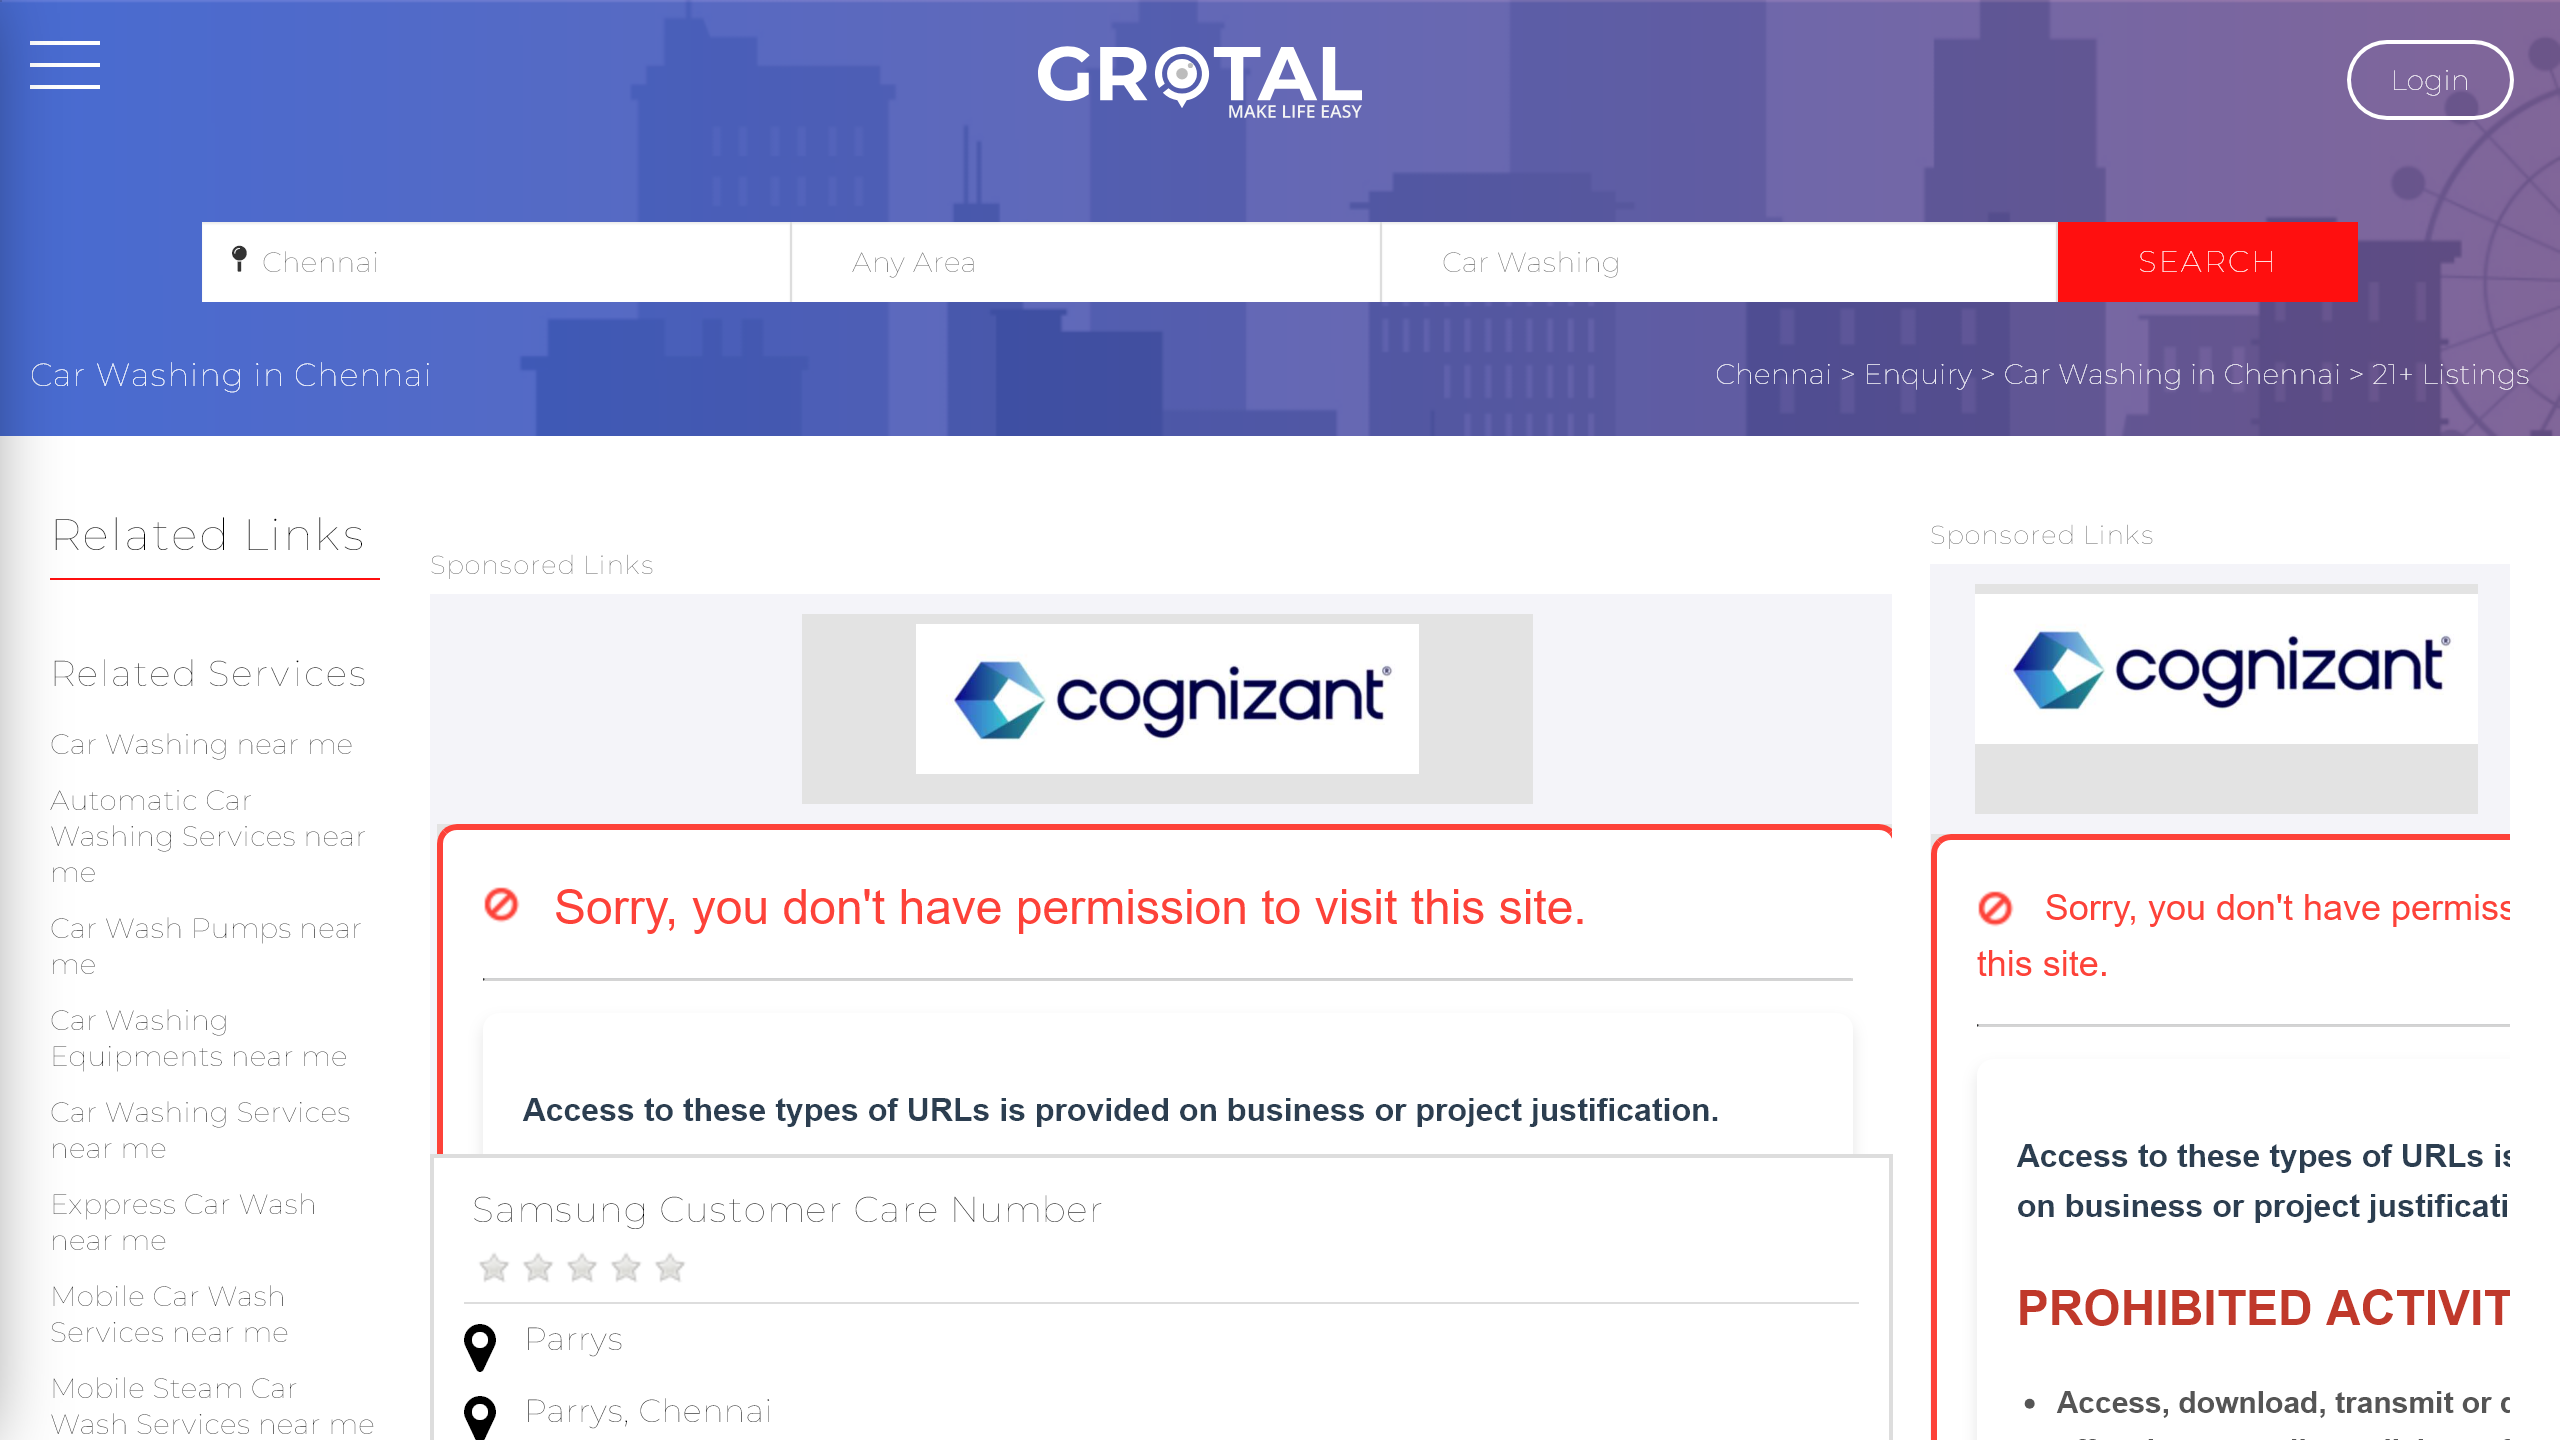 GROTAL
MAKE LIFE EASY
Login
Chennai
Any Area
Car Washing
SEARCH
Car Washing in Chennai
Chennai > Enquiry > Car Washing in Chennai > 21+ Listings
Related Links
Related Services
Car Washing near me
Automatic Car
Washing Services near
me
Car Wash Pumps near
me
Car Washing
Equipments near me
Car Washing Services
near me
Exppress Car Wash
near me
Mobile Car Wash
Services near me
Mobile Steam Car
Wash Services near me
Sponsored Links
cognizant®
Sorry, you don't have permission to visit this site.
Access to these types of URLs is provided on business or project justification.
Samsung Customer Care Number
Parrys
Parrys, Chennai
Sponsored Links
cognizant®
Sorry, you don't have
this site.
Access to these types of URLs
on business or project
PROHIBITED
Access, download, transmit or